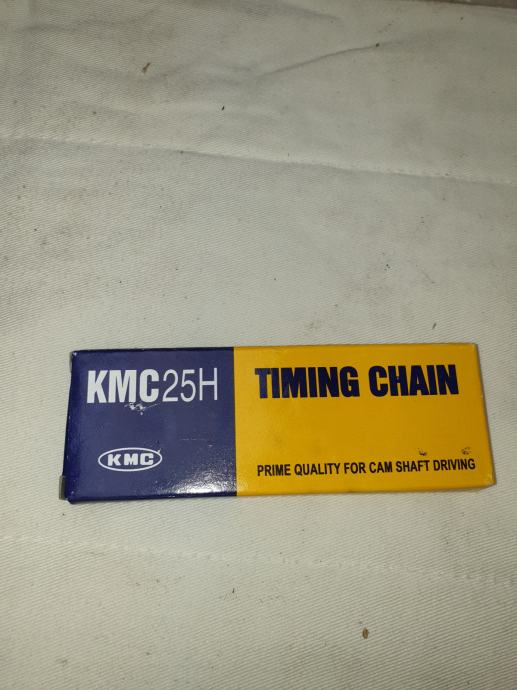 KMC25H
KMC
TIMING CHAIN
PRIME QUALITY FOR CAM SHAFT DRIVING